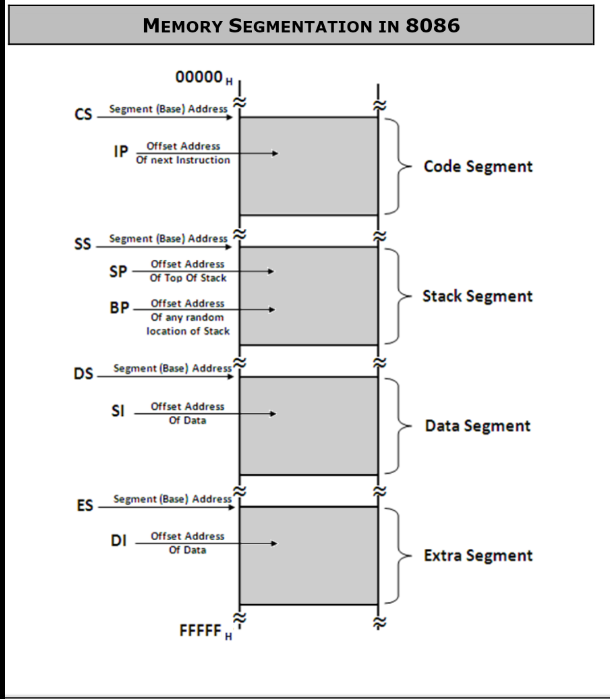 MEMORY SEGMENTATION IN 8086
00000 H
CS Segment (Base) Address
IP Offset Address
Of next Instruction
Code Segment
SS Segment (Base) Address
SP Offset Address
Of Top Of Stack
BP Offset Address
Of any random
location of Stack
Stack Segment
DS Segment (Base) Address
SI Offset Address
Of Data
Data Segment
ES Segment (Base) Address
DI Offset Address
Of Data
Extra Segment
FFFFF H